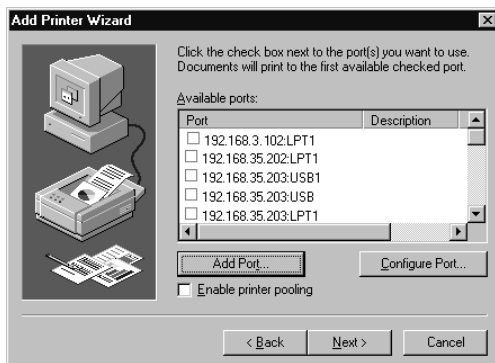 Add Printer Wizard
Click the check box next to the port(s) you want to use.
Documents will print to the first available checked port.
Available ports:
Port Description
192.168.3.102:LPT1
192.168.35.202:LPT1
192.168.35.203:USB1
192.168.35.203:USB
192.168.35.203:LPT1
Add Port... Configure Port...
Enable printer pooling
< Back Next > Cancel